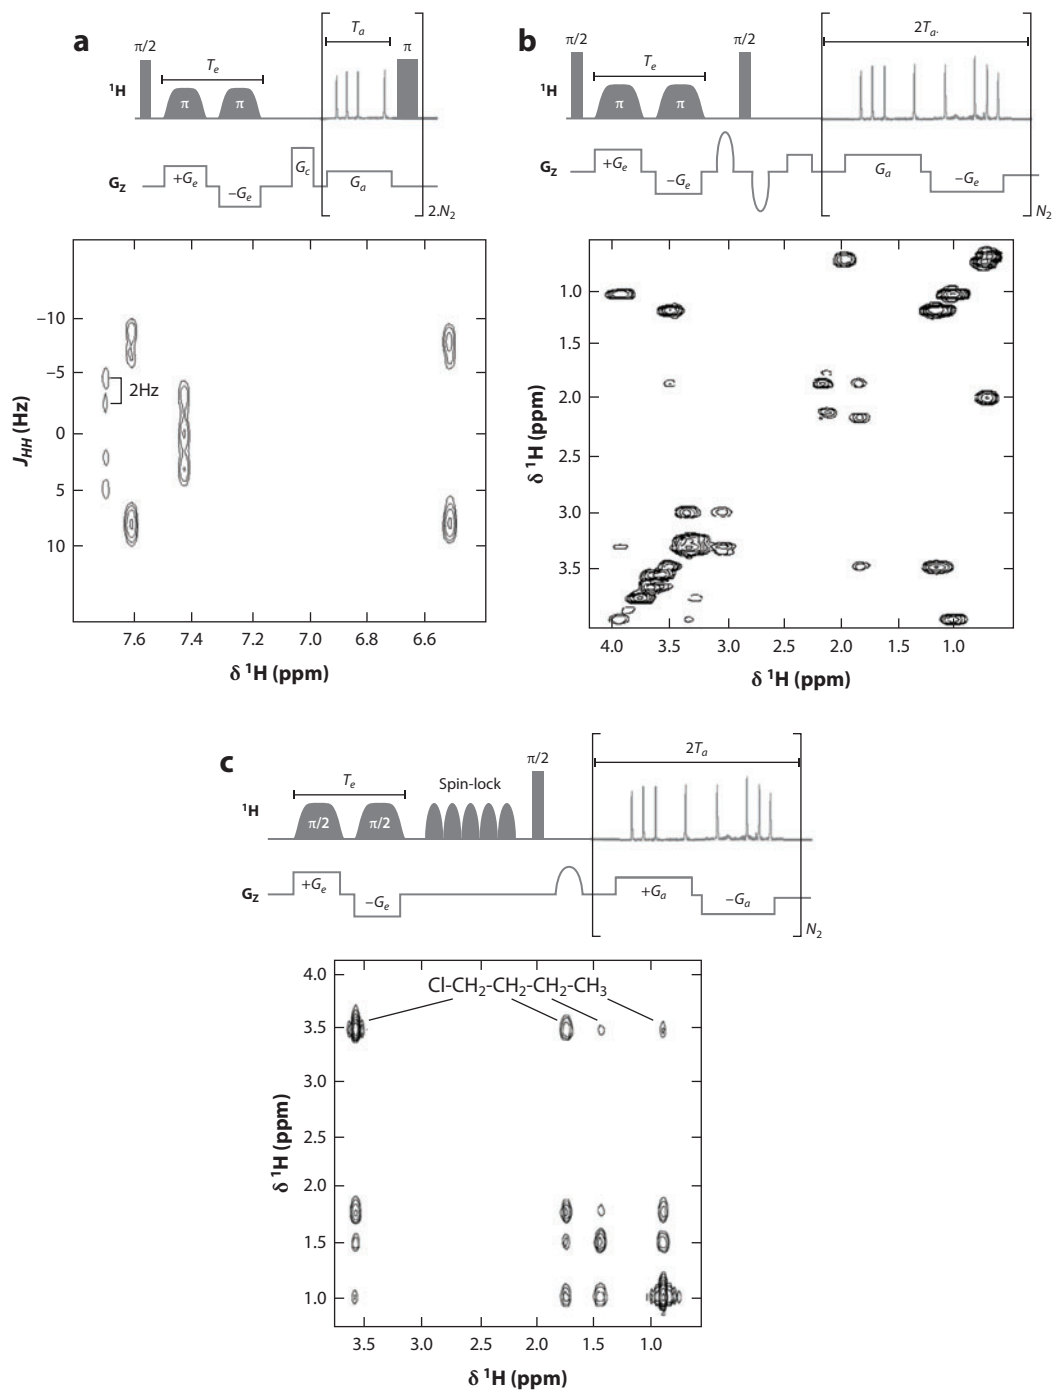 a
π/2
T_e
T_a
π
¹H
π
π
G_z
+G_e
−G_e
G_c
G_a
2.N₂
−10
−5
0
5
10
J_HH (Hz)
2Hz
7.6
7.4
7.2
7.0
6.8
6.6
δ ¹H (ppm)
b
π/2
T_e
π/2
2T_a.
¹H
π
π
G_z
+G_e
−G_e
G_a
−G_e
N₂
1.0
1.5
2.0
2.5
3.0
3.5
δ ¹H (ppm)
4.0
3.5
3.0
2.5
2.0
1.5
1.0
δ ¹H (ppm)
c
T_e
Spin-lock
π/2
2T_a
¹H
π/2
π/2
G_z
+G_e
−G_e
+G_a
−G_a
N₂
Cl-CH₂-CH₂-CH₂-CH₃
4.0
3.5
3.0
2.5
2.0
1.5
1.0
δ ¹H (ppm)
3.5
3.0
2.5
2.0
1.5
1.0
δ ¹H (ppm)